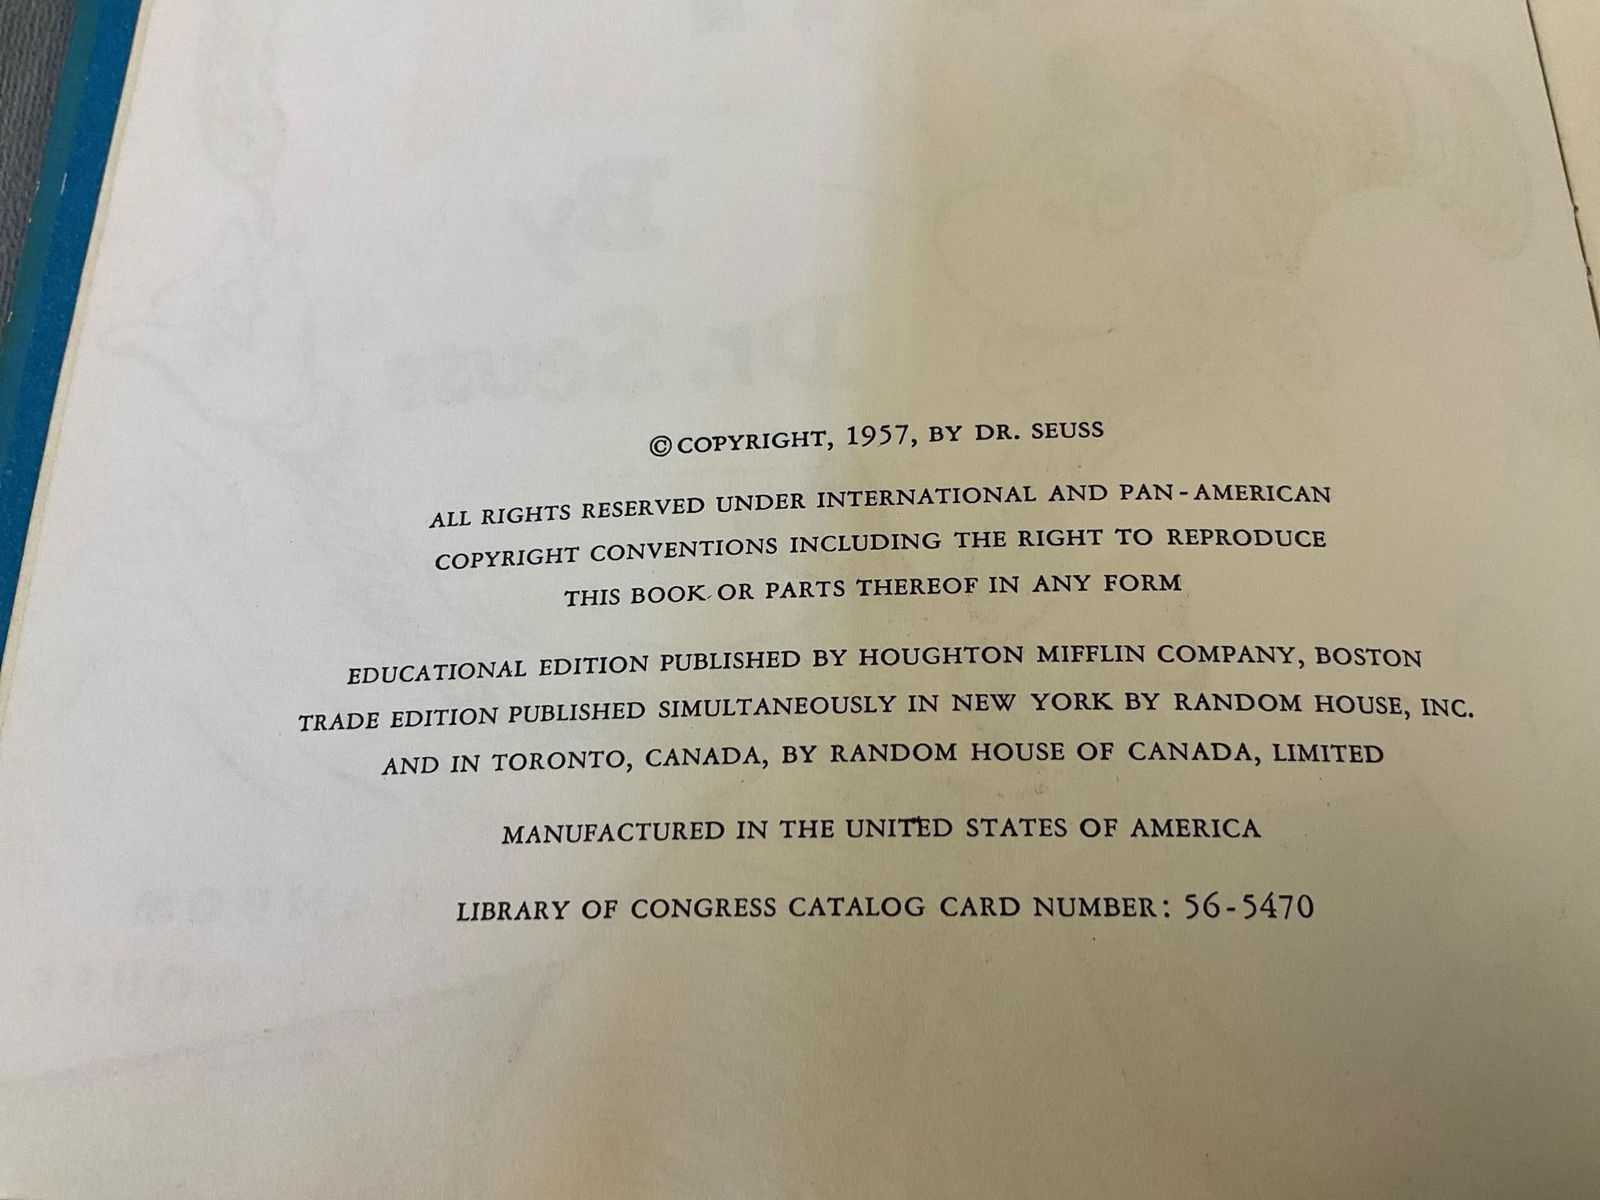 © COPYRIGHT, 1957, BY DR. SEUSS
ALL RIGHTS RESERVED UNDER INTERNATIONAL AND PAN-AMERICAN
COPYRIGHT CONVENTIONS INCLUDING THE RIGHT TO REPRODUCE
THIS BOOK OR PARTS THEREOF IN ANY FORM
EDUCATIONAL EDITION PUBLISHED BY HOUGHTON MIFFLIN COMPANY, BOSTON
TRADE EDITION PUBLISHED SIMULTANEOUSLY IN NEW YORK BY RANDOM HOUSE, INC.
AND IN TORONTO, CANADA, BY RANDOM HOUSE OF CANADA, LIMITED
MANUFACTURED IN THE UNITED STATES OF AMERICA
LIBRARY OF CONGRESS CATALOG CARD NUMBER: 56-5470